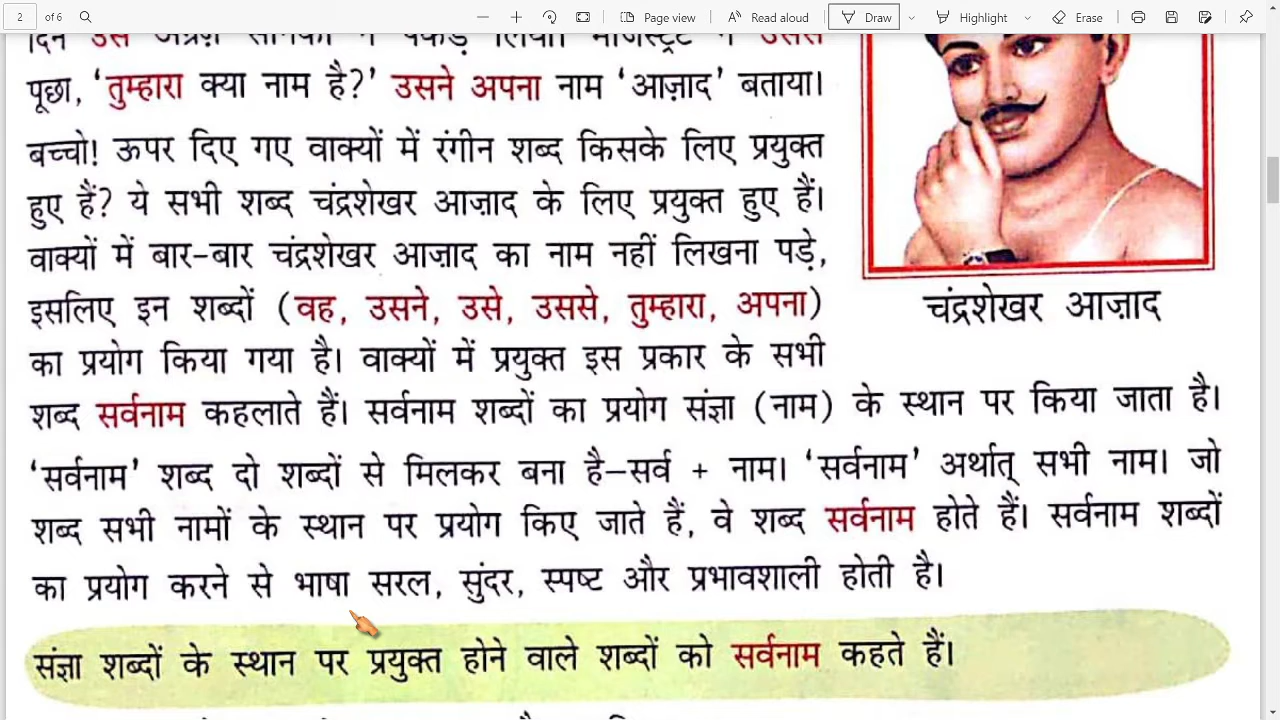 2 of 6 Page view Read aloud Draw Highlight Erase
दिन उसे अंग्रेज़ सैनिकों ने पकड़ लिया। मजिस्ट्रेट ने उससे
पूछा, ‘तुम्हारा क्या नाम है?’ उसने अपना नाम ‘आज़ाद’ बताया।
बच्चो! ऊपर दिए गए वाक्यों में रंगीन शब्द किसके लिए प्रयुक्त
हुए हैं? ये सभी शब्द चंद्रशेखर आज़ाद के लिए प्रयुक्त हुए हैं।
वाक्यों में बार-बार चंद्रशेखर आज़ाद का नाम नहीं लिखना पड़े,
इसलिए इन शब्दों (वह, उसने, उसे, उससे, तुम्हारा, अपना)
चंद्रशेखर आज़ाद
का प्रयोग किया गया है। वाक्यों में प्रयुक्त इस प्रकार के सभी
शब्द सर्वनाम कहलाते हैं। सर्वनाम शब्दों का प्रयोग संज्ञा (नाम) के स्थान पर किया जाता है।
‘सर्वनाम’ शब्द दो शब्दों से मिलकर बना है–सर्व + नाम। ‘सर्वनाम’ अर्थात् सभी नाम। जो
शब्द सभी नामों के स्थान पर प्रयोग किए जाते हैं, वे शब्द सर्वनाम होते हैं। सर्वनाम शब्दों
का प्रयोग करने से भाषा सरल, सुंदर, स्पष्ट और प्रभावशाली होती है।
संज्ञा शब्दों के स्थान पर प्रयुक्त होने वाले शब्दों को सर्वनाम कहते हैं।